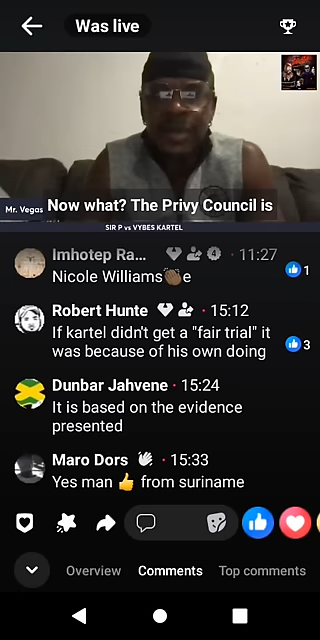 Was live
Now what? The Privy Council is
Mr. Vegas
SIR P vs VYBES KARTEL
Imhotep Ra... 11:27
Nicole Williams👏🏾e
1
Robert Hunte · 15:12
If kartel didn't get a "fair trial" it
was because of his own doing
3
Dunbar Jahvene · 15:24
It is based on the evidence
presented
Maro Dors · 15:33
Yes man 👍 from suriname
Overview Comments Top comments